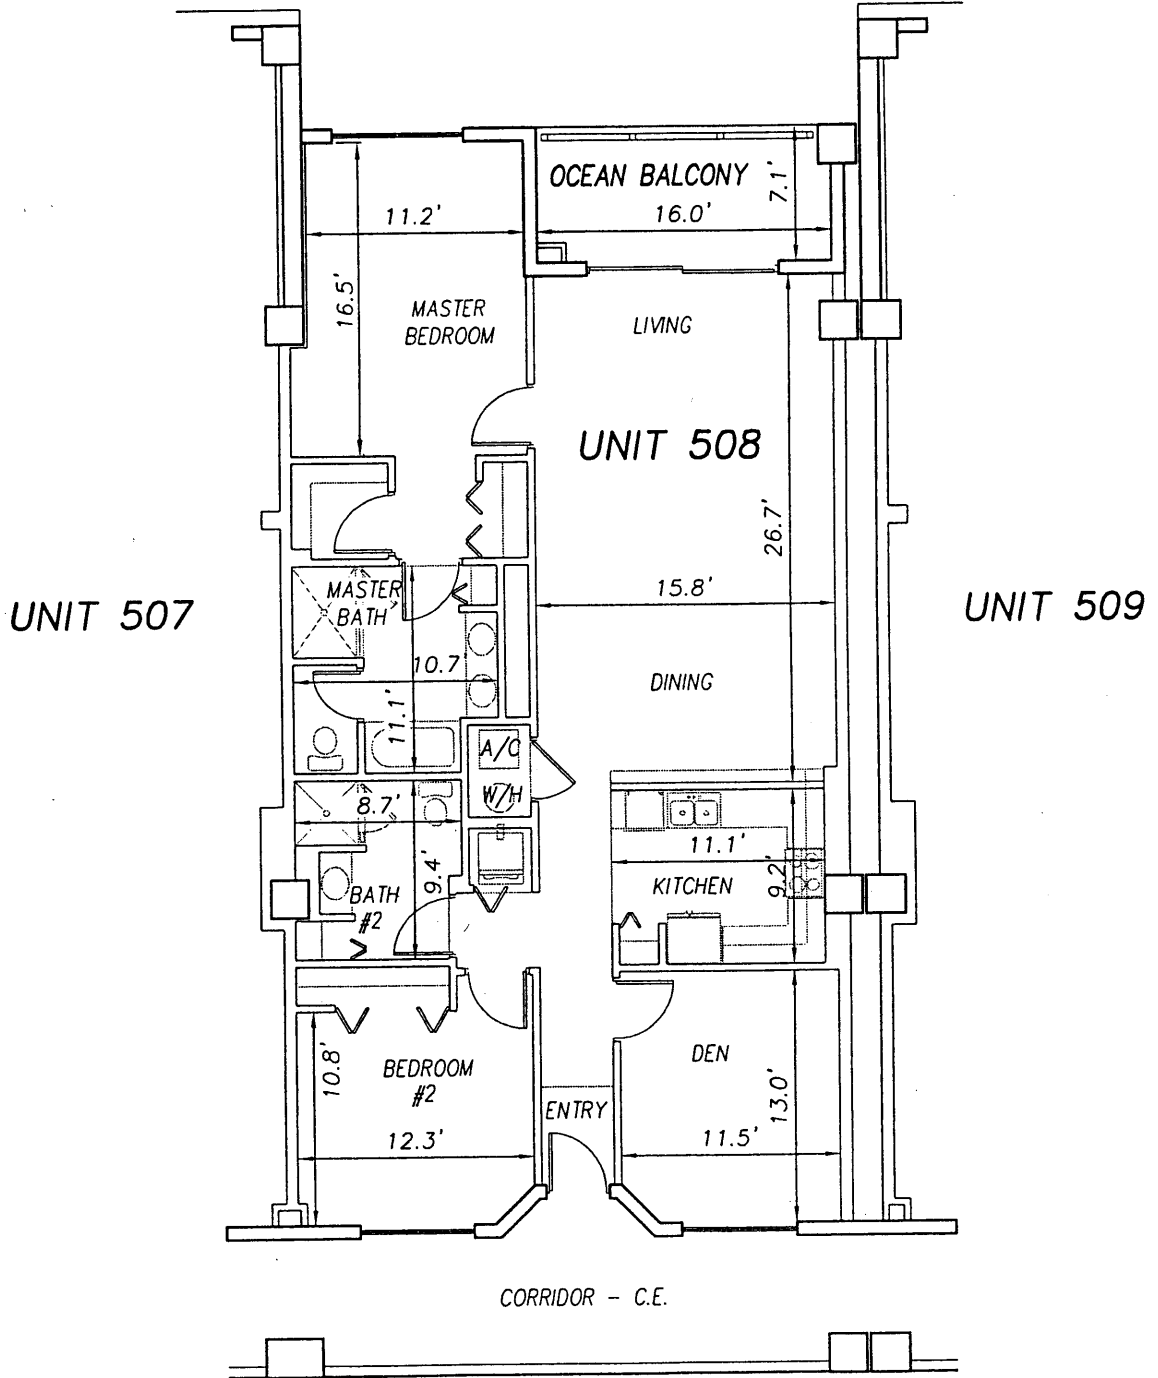 OCEAN BALCONY
7.1'
16.0'
11.2'
16.5'
MASTER
BEDROOM
LIVING
UNIT 508
26.7'
15.8'
UNIT 507
UNIT 509
MASTER
BATH
10.7'
11.1'
DINING
A/C
W/H
8.7'
9.4'
11.1'
9.2'
KITCHEN
BATH
#2
10.8'
BEDROOM
#2
12.3'
ENTRY
DEN
13.0'
11.5'
CORRIDOR - C.E.